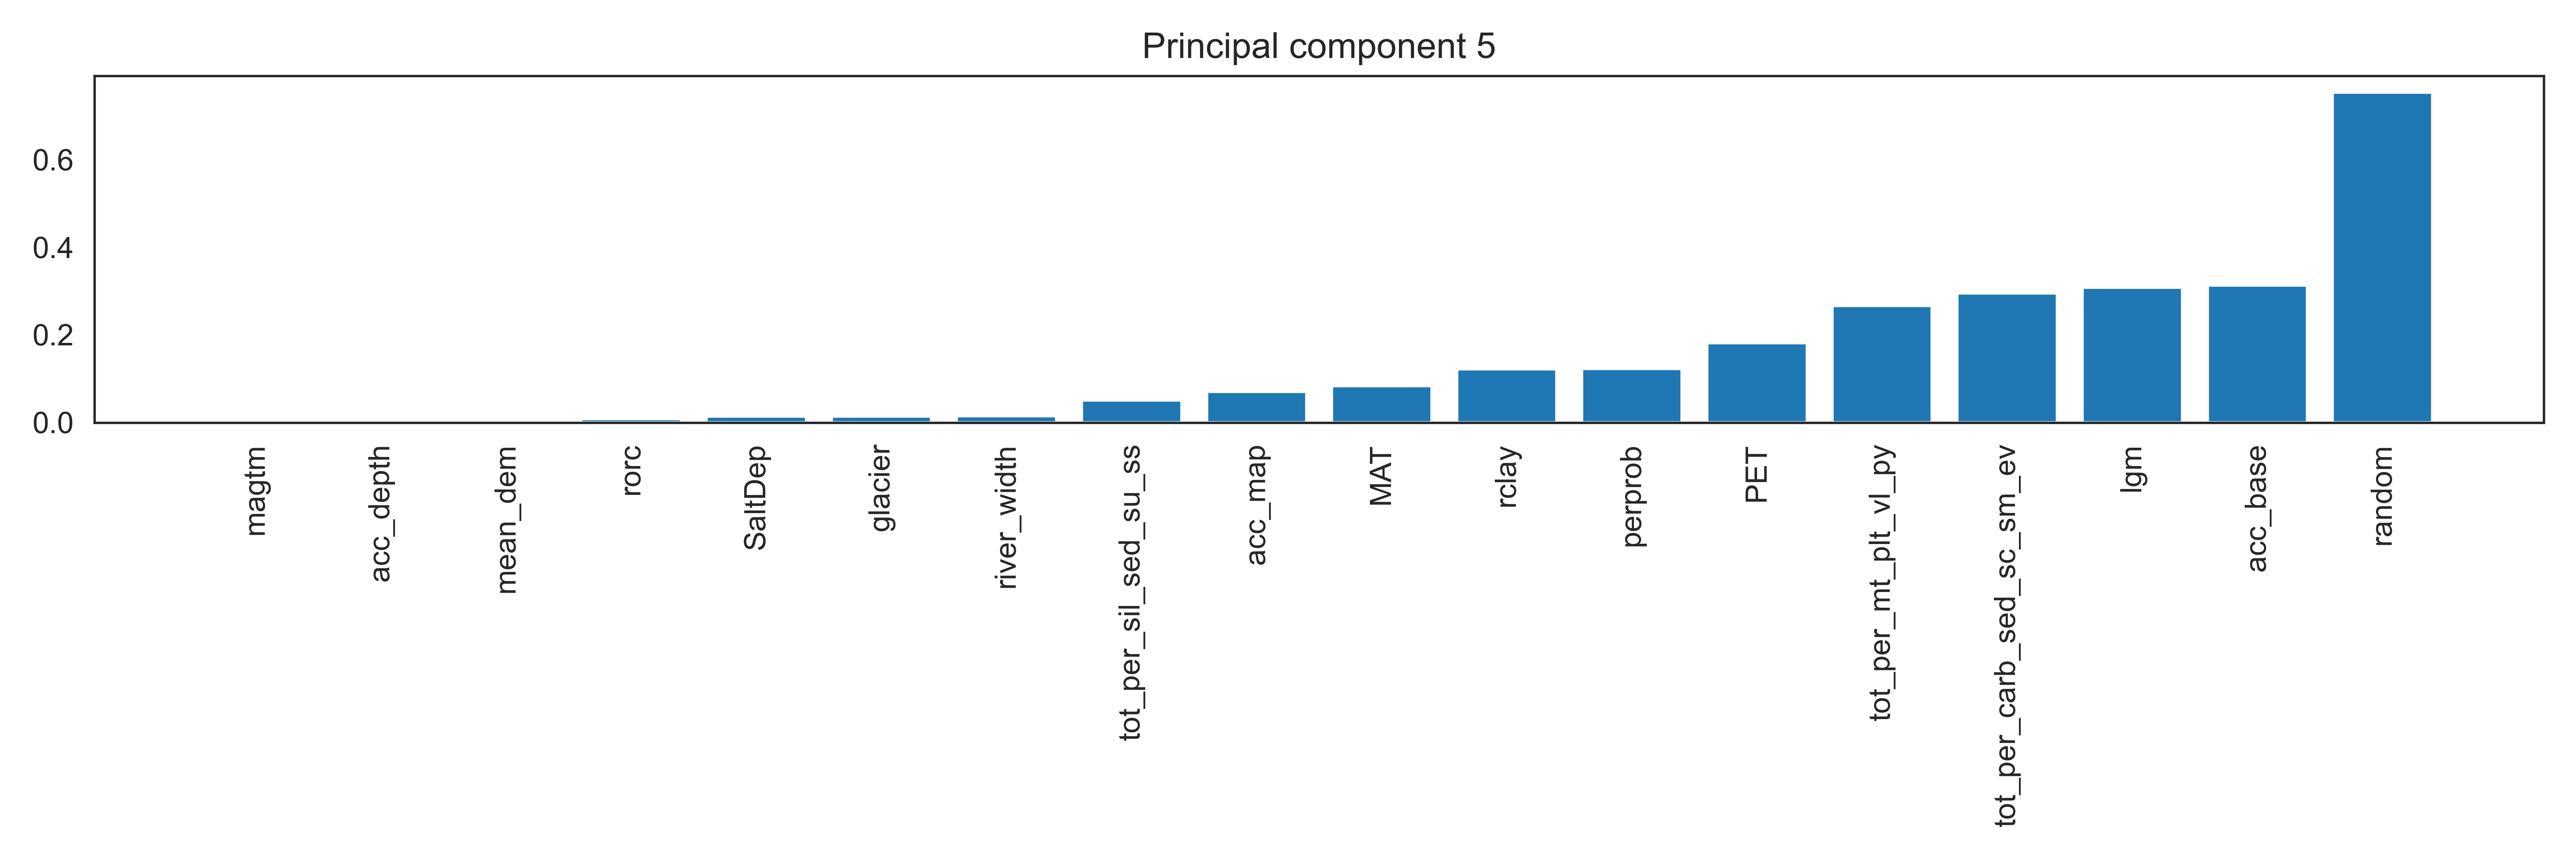 Principal component 5
0.6
0.4
0.2
0.0
magtm
acc_depth
mean_dem
rorc
SaltDep
glacier
river_width
tot_per_sil_sed_su_ss
acc_map
MAT
rclay
perprob
PET
tot_per_mt_plt_vl_py
tot_per_carb_sed_sc_sm_ev
lgm
acc_base
random